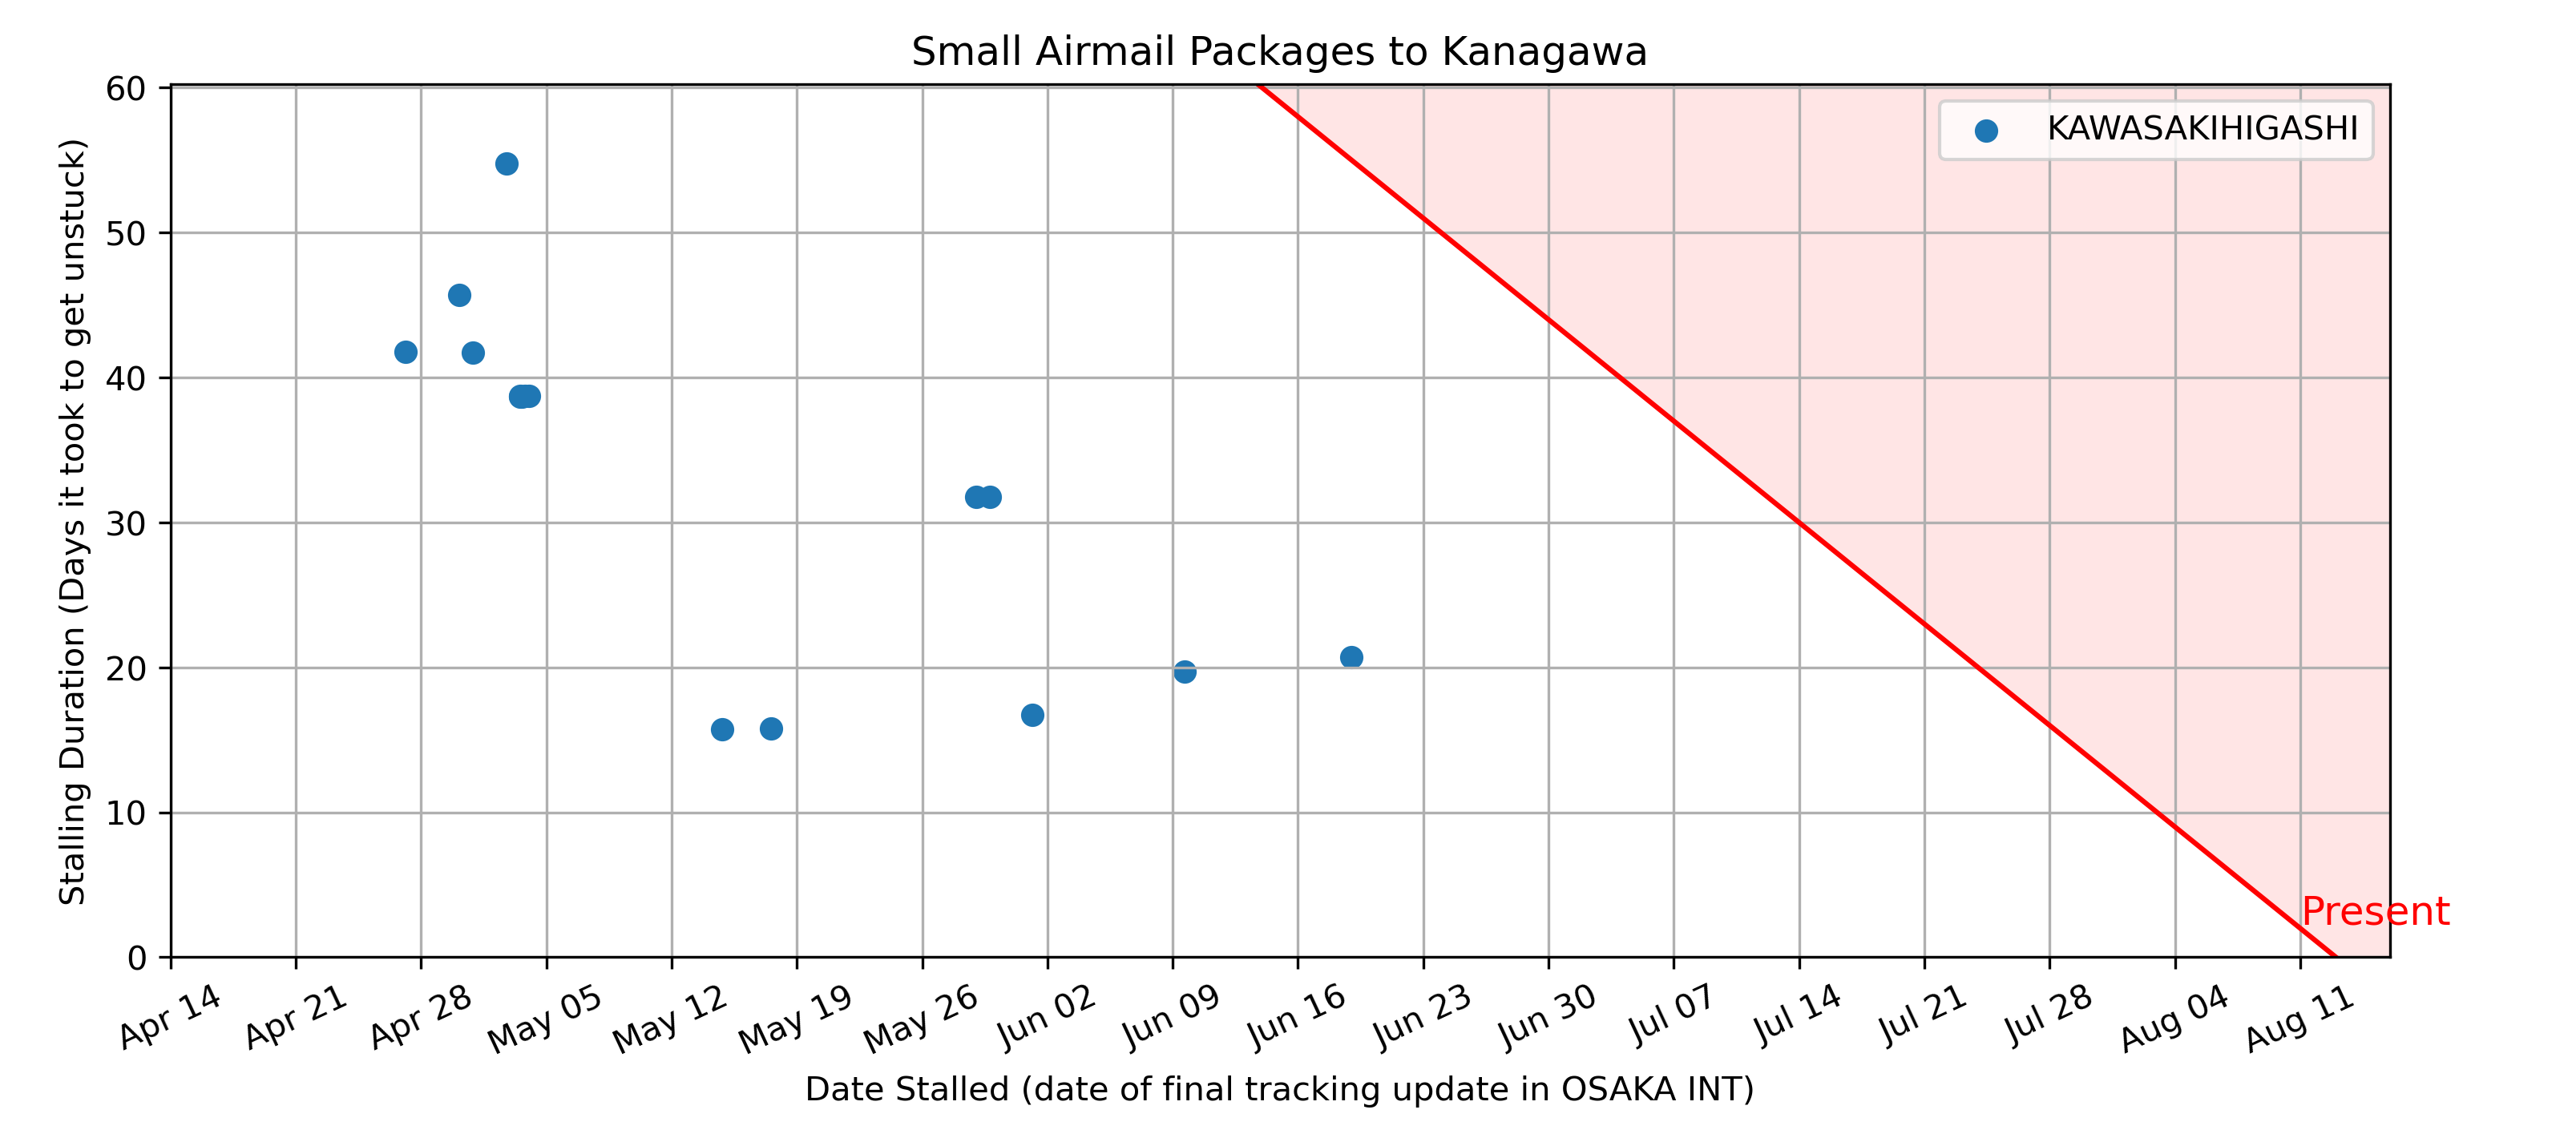 Small Airmail Packages to Kanagawa
KAWASAKIHIGASHI
Stalling Duration (Days it took to get unstuck)
60
50
40
30
20
10
0
Present
Apr 14
Apr 21
Apr 28
May 05
May 12
May 19
May 26
Jun 02
Jun 09
Jun 16
Jun 23
Jun 30
Jul 07
Jul 14
Jul 21
Jul 28
Aug 04
Aug 11
Date Stalled (date of final tracking update in OSAKA INT)